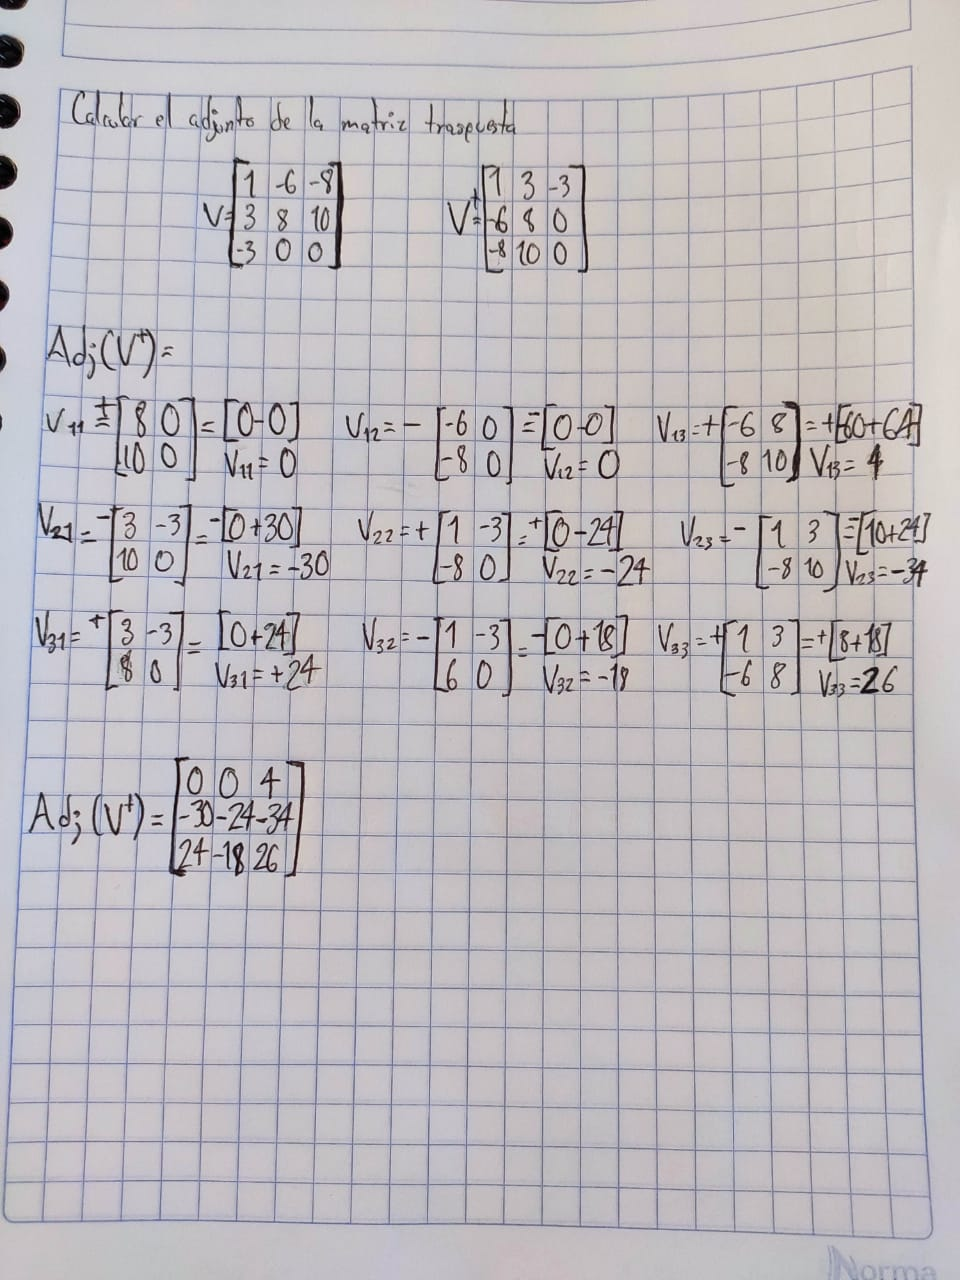 Calcular el adjunto de la matriz traspuesta
V= [1 -6 -8
3 8 10
-3 0 0]
V^t= [1 3 -3
-6 8 0
-8 10 0]
Adj(V^t)=
V11 ±= [8 0
10 0] = [0-0]
V11 = 0
V12= - [-6 0
-8 0] = -[0-0]
V12 = 0
V13=+ [-6 8
-8 10] = +[-60+64]
V13= 4
V21= - [3 -3
10 0] = -[0+30]
V21 = -30
V22= + [1 -3
-8 0] = +[0-24]
V22 = -24
V23= - [1 3
-8 10] = -[10+24]
V23=-34
V31= + [3 -3
8 0] = [0+24]
V31 = +24
V32= - [1 -3
6 0] = -[0+18]
V32 = -18
V33= + [1 3
-6 8] = +[8+18]
V33=26
Adj(V^t) = [0 0 4
-30 -24 -34
24 -18 26]
Norma